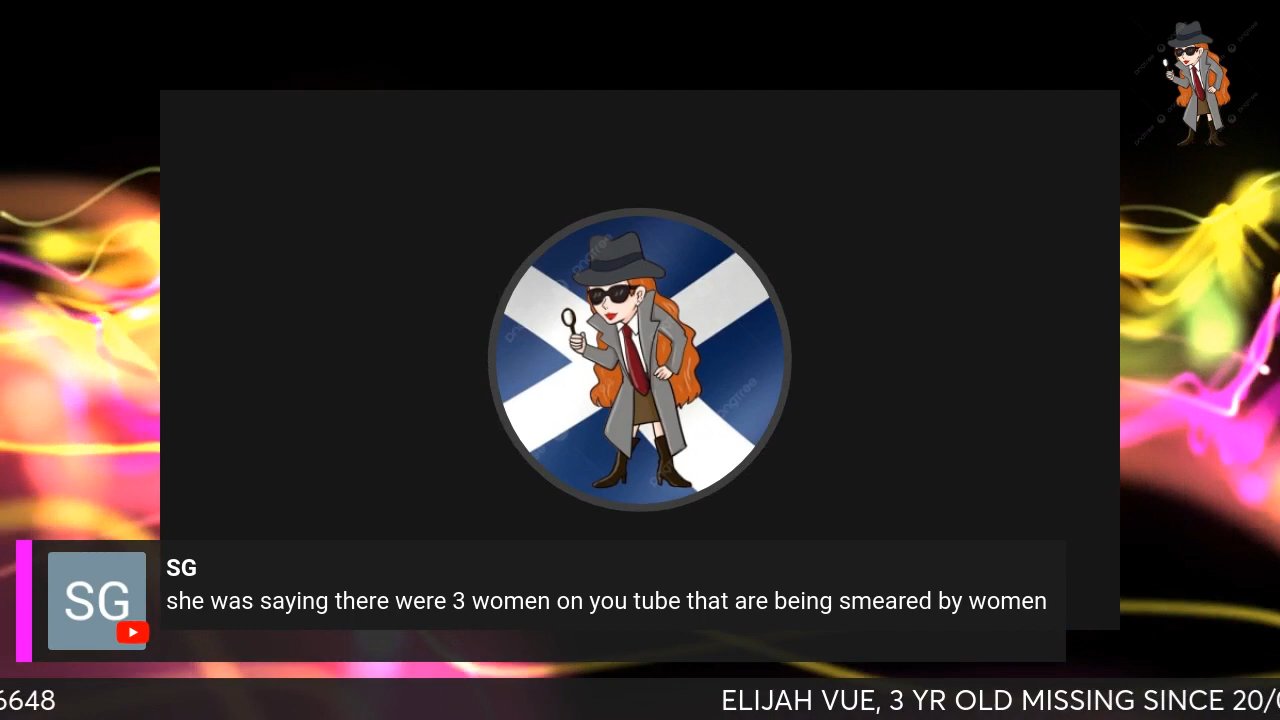 SG
SG
she was saying there were 3 women on you tube that are being smeared by women
6648
ELIJAH VUE, 3 YR OLD MISSING SINCE 20/